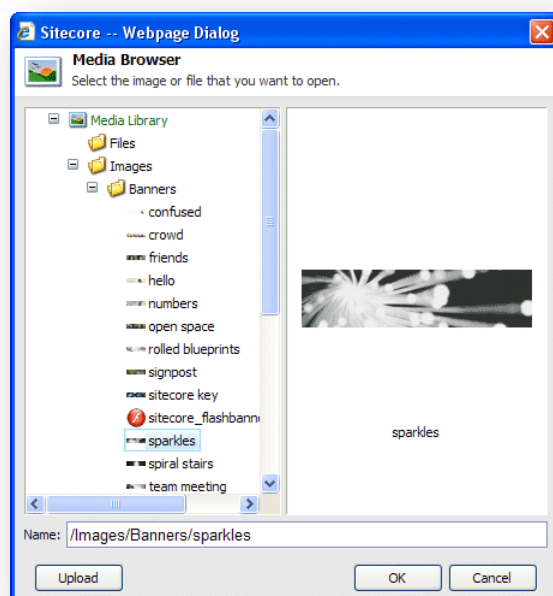 Sitecore -- Webpage Dialog
Media Browser
Select the image or file that you want to open.
Media Library
Files
Images
Banners
confused
crowd
friends
hello
numbers
open space
rolled blueprints
signpost
sitecore key
sitecore_flashbanne
sparkles
spiral stairs
team meeting
sparkles
Name: /Images/Banners/sparkles
Upload OK Cancel